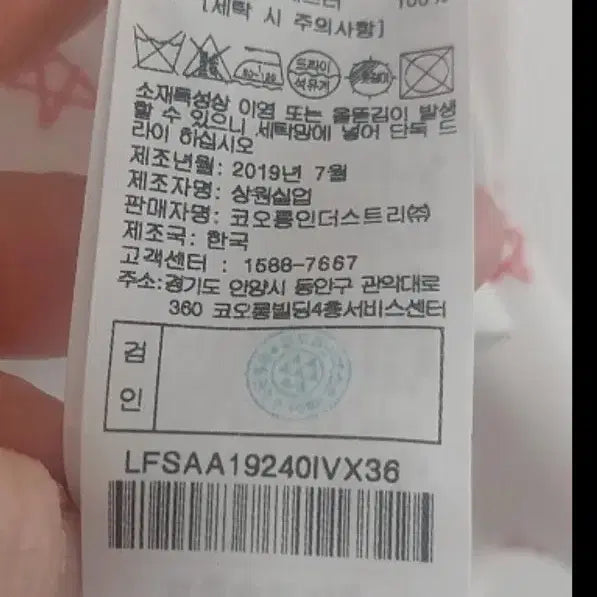 100%
[세탁 시 주의사항]
80~120
드라이
석유계
소재특성상 이염 또는 올뜯김이 발생
할 수 있으니 세탁망에 넣어 단독 드
라이 하십시오
제조년월: 2019년 7월
제조자명: 상원실업
판매자명: 코오롱인더스트리㈜
제조국: 한국
고객센터 : 1588-7667
주소:경기도 안양시 동안구 관악대로
360 코오롱빌딩4층서비스센터
검
인
LFSAA19240IVX36